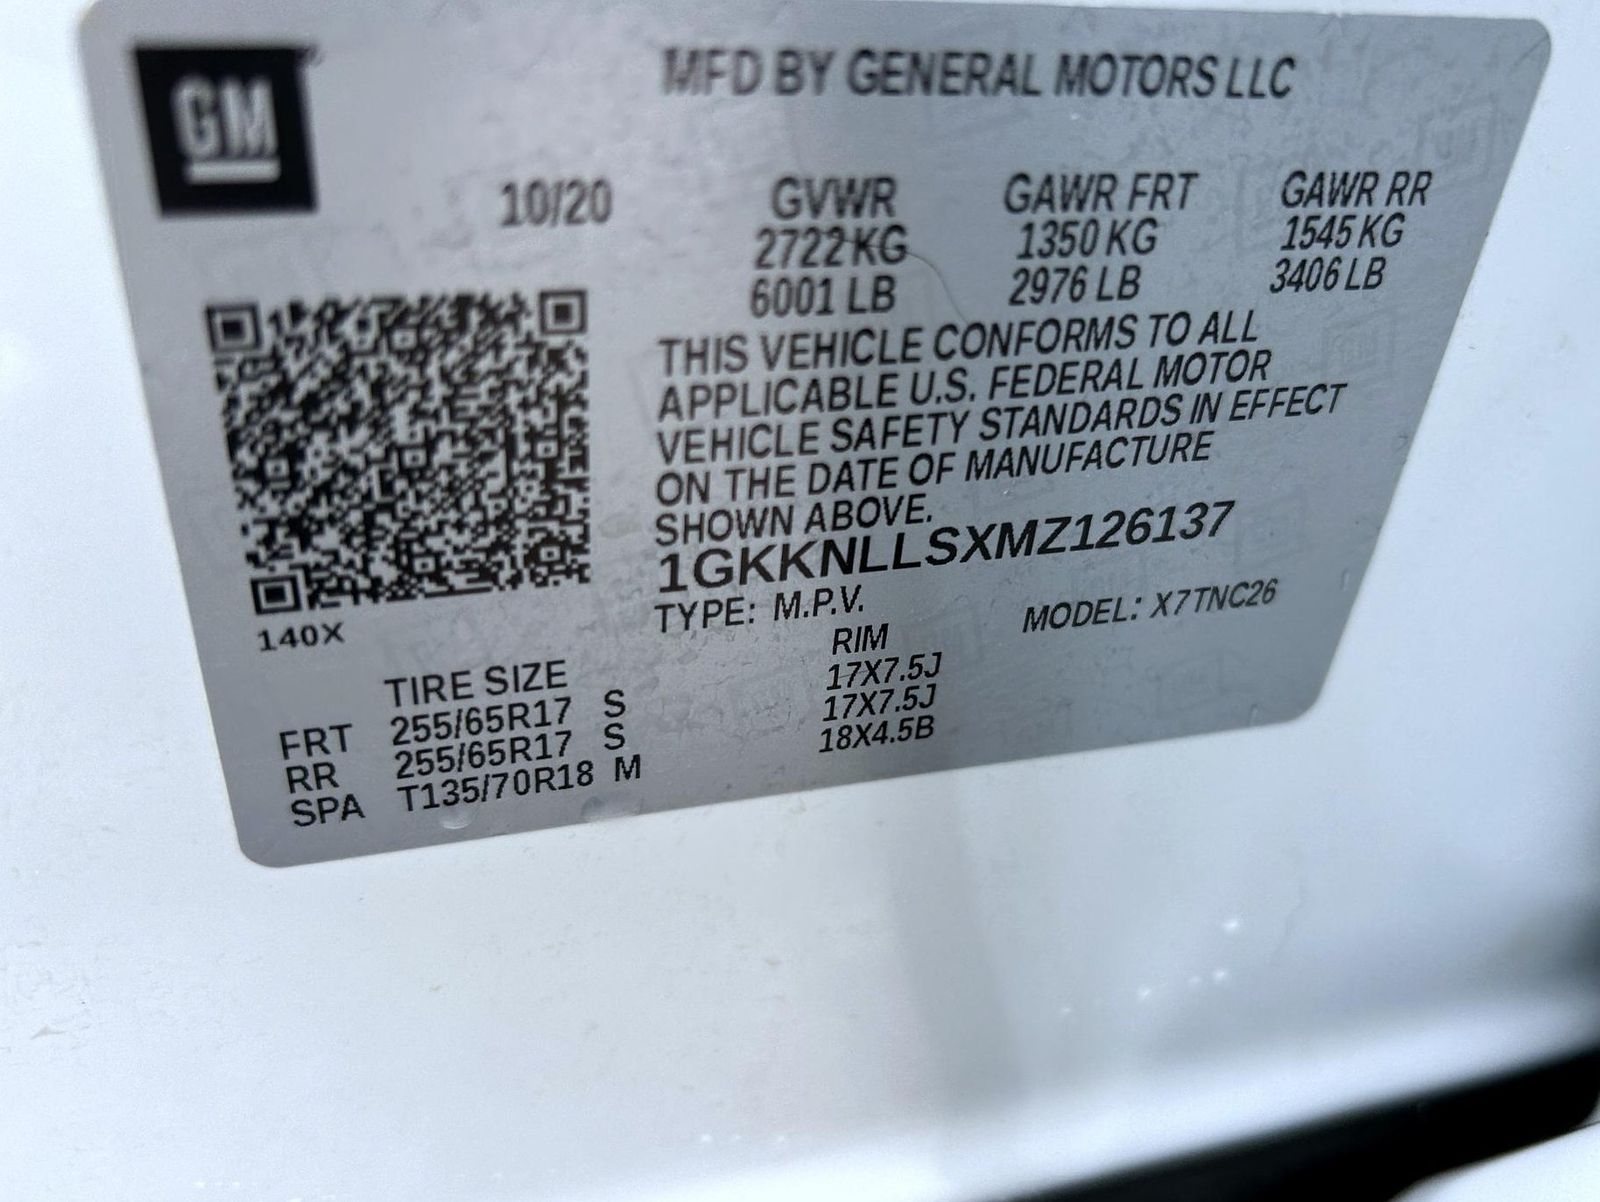 GM
MFD BY GENERAL MOTORS LLC
10/20 GVWR GAWR FRT GAWR RR
2722 KG 1350 KG 1545 KG
6001 LB 2976 LB 3406 LB
THIS VEHICLE CONFORMS TO ALL
APPLICABLE U.S. FEDERAL MOTOR
VEHICLE SAFETY STANDARDS IN EFFECT
ON THE DATE OF MANUFACTURE
SHOWN ABOVE.
1GKKNLLSXMZ126137
TYPE: M.P.V. MODEL: X7TNC26
140X
TIRE SIZE RIM
FRT 255/65R17 S 17X7.5J
RR 255/65R17 S 17X7.5J
SPA T135/70R18 M 18X4.5B